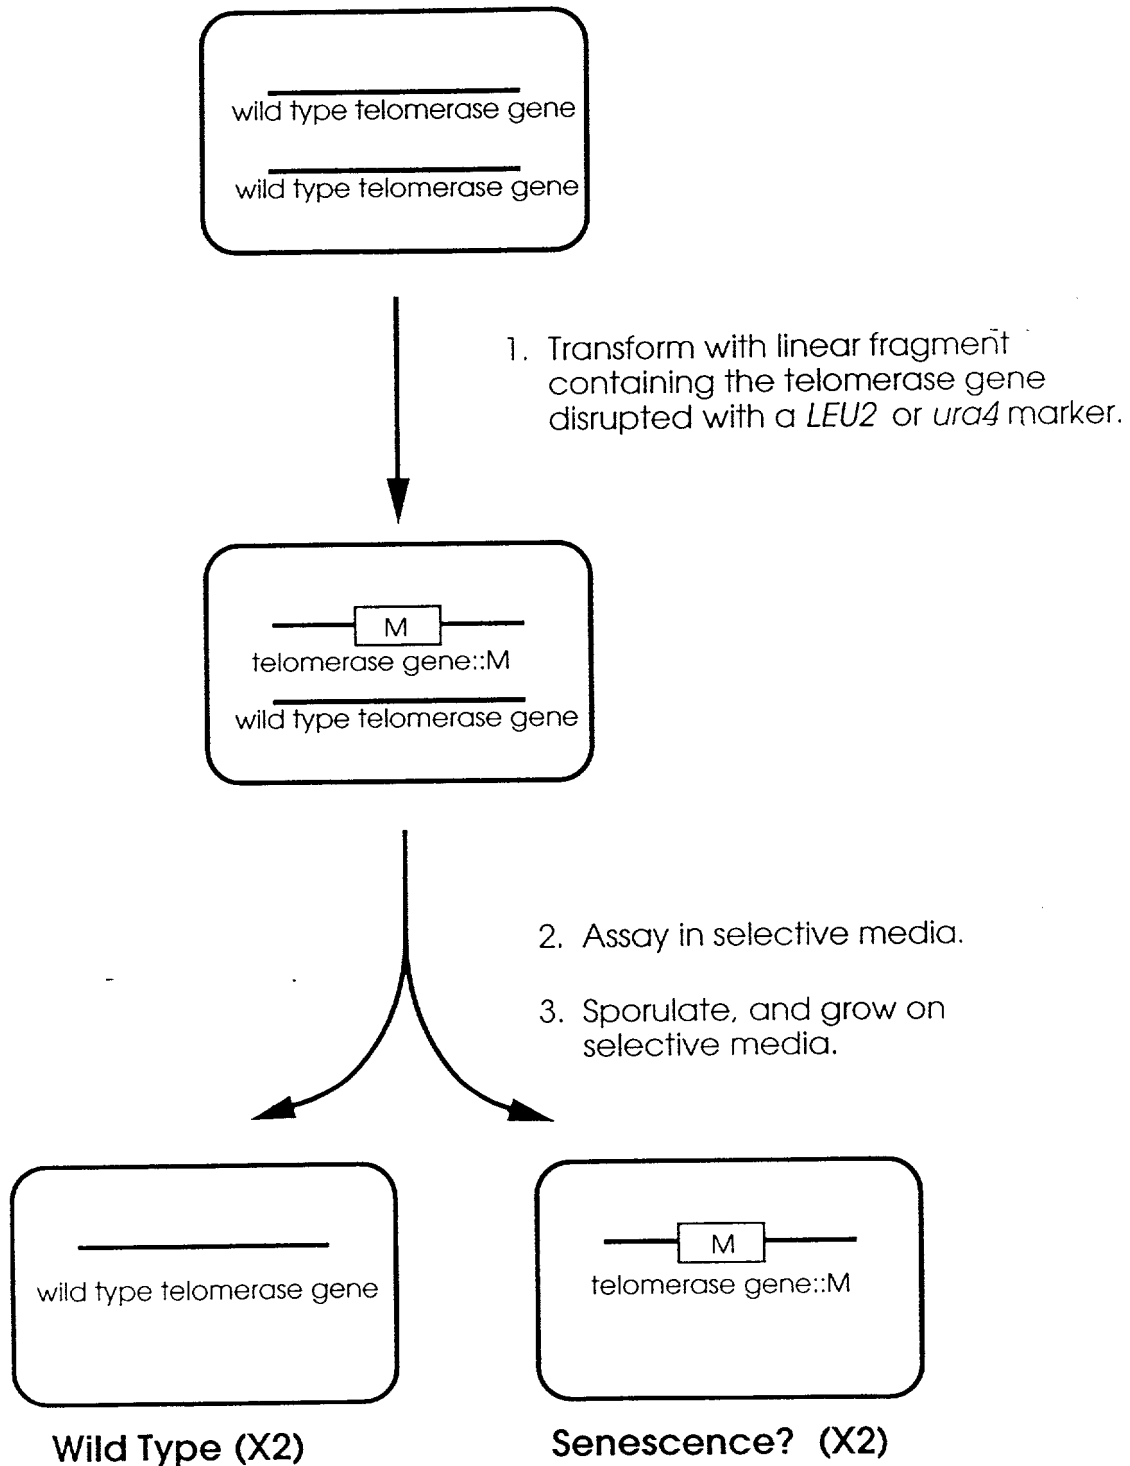 wild type telomerase gene
wild type telomerase gene
1. Transform with linear fragment
containing the telomerase gene
disrupted with a LEU2 or ura4 marker.
M
telomerase gene::M
wild type telomerase gene
2. Assay in selective media.
3. Sporulate, and grow on
selective media.
wild type telomerase gene
M
telomerase gene::M
Wild Type (X2)
Senescence? (X2)